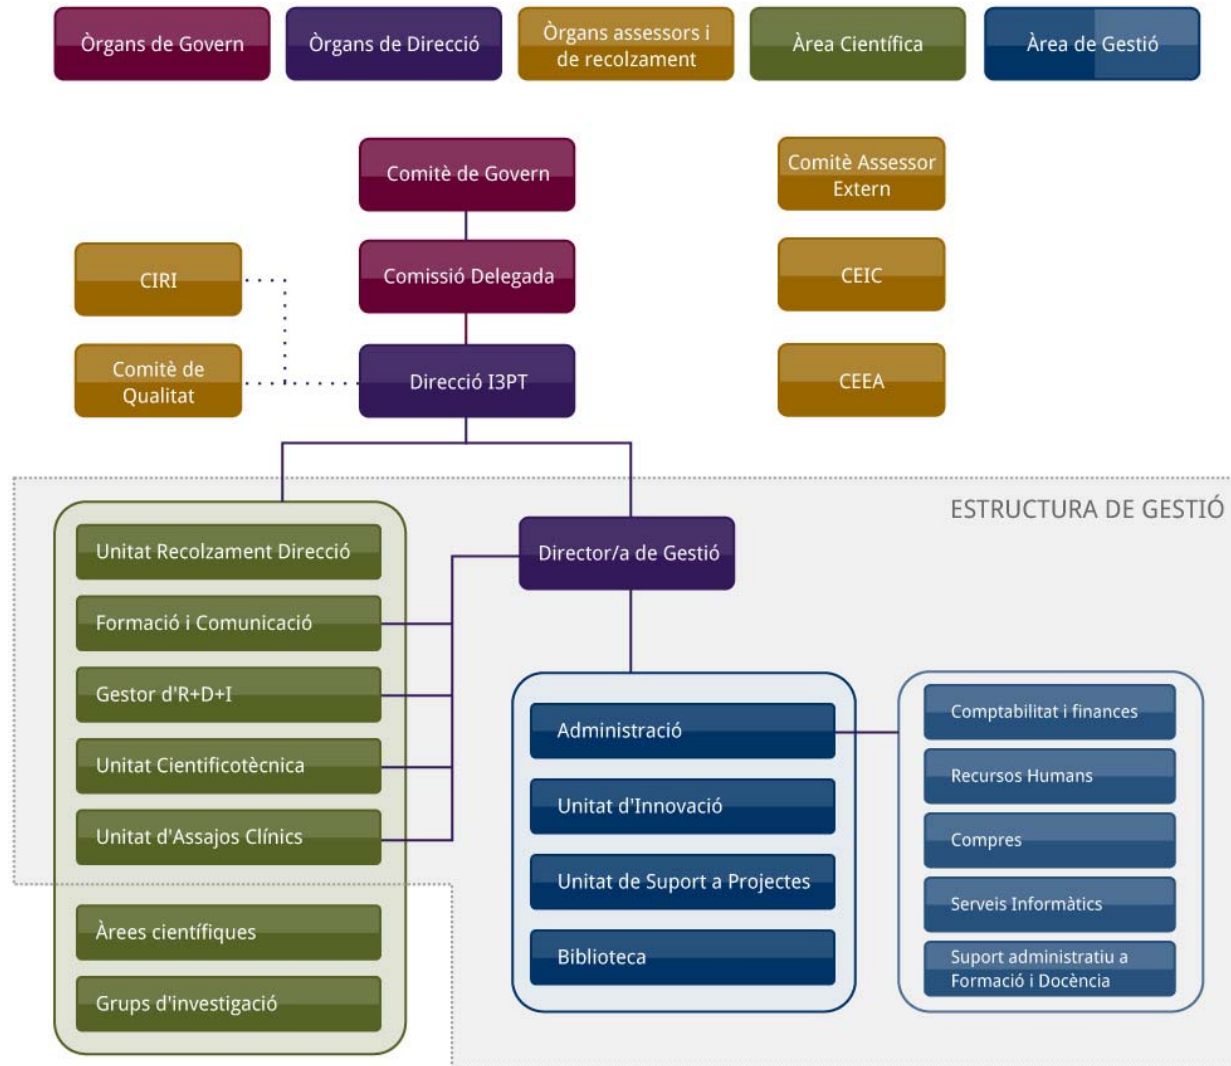 Òrgans de Govern
Òrgans de Direcció
Òrgans assessors i
de recolzament
Àrea Científica
Àrea de Gestió
Comitè de Govern
Comitè Assessor
Extern
CIRI
Comissió Delegada
CEIC
Comitè de
Qualitat
Direcció I3PT
CEEA
ESTRUCTURA DE GESTIÓ
Unitat Recolzament Direcció
Formació i Comunicació
Gestor d'R+D+I
Unitat Cientificotècnica
Unitat d'Assajos Clínics
Àrees científiques
Grups d'investigació
Director/a de Gestió
Administració
Unitat d'Innovació
Unitat de Suport a Projectes
Biblioteca
Comptabilitat i finances
Recursos Humans
Compres
Serveis Informàtics
Suport administratiu a
Formació i Docència